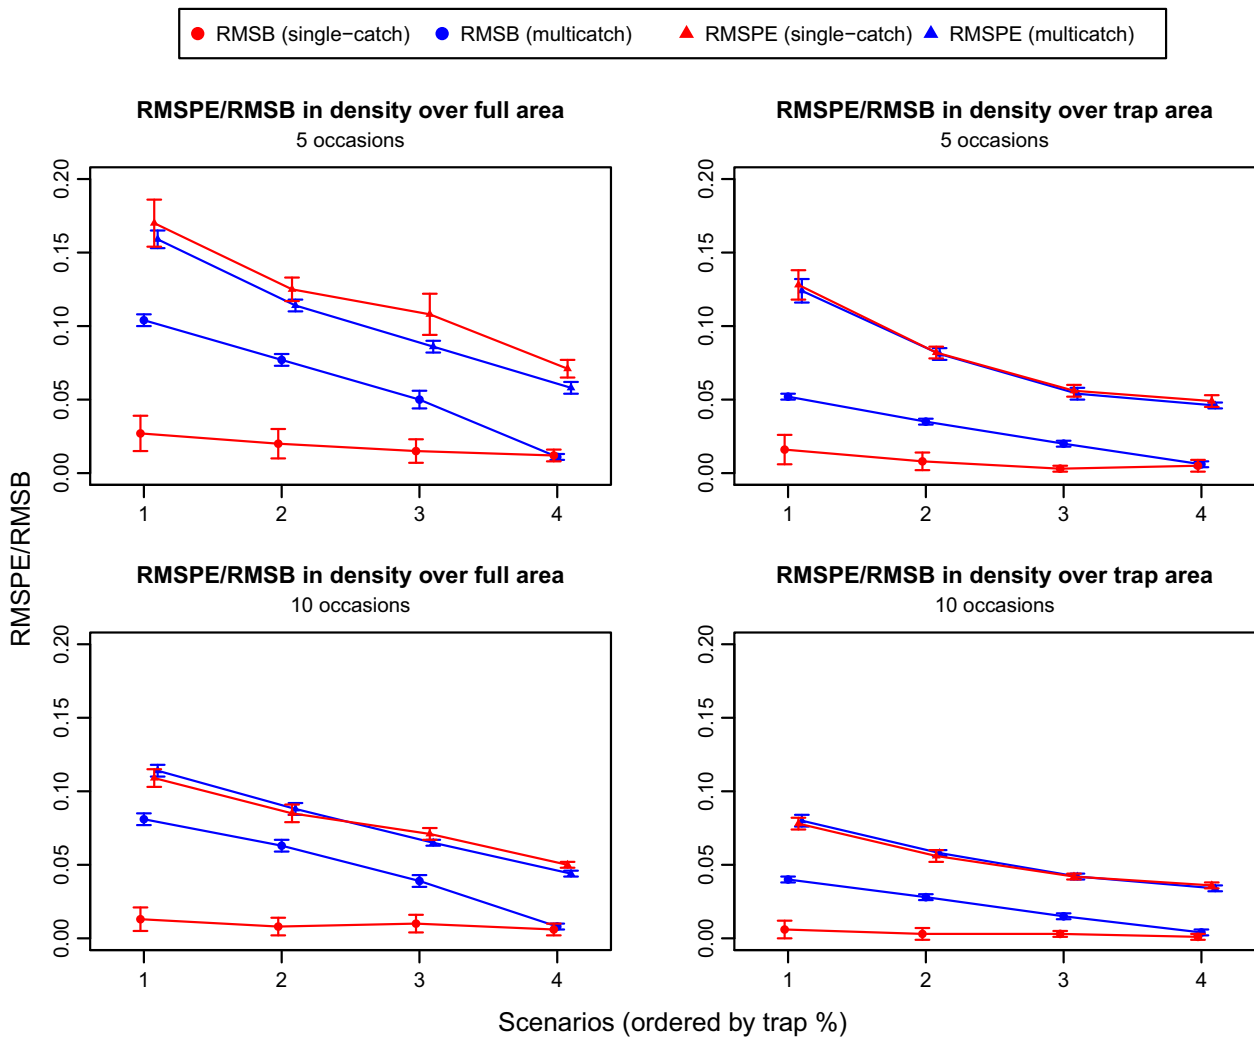 RMSB (single−catch) RMSB (multicatch) RMSPE (single−catch) RMSPE (multicatch)
RMSPE/RMSB in density over full area
5 occasions
0.20
0.15
0.10
0.05
0.00
1 2 3 4
RMSPE/RMSB in density over trap area
5 occasions
0.20
0.15
0.10
0.05
0.00
1 2 3 4
RMSPE/RMSB
RMSPE/RMSB in density over full area
10 occasions
0.20
0.15
0.10
0.05
0.00
1 2 3 4
RMSPE/RMSB in density over trap area
10 occasions
0.20
0.15
0.10
0.05
0.00
1 2 3 4
Scenarios (ordered by trap %)